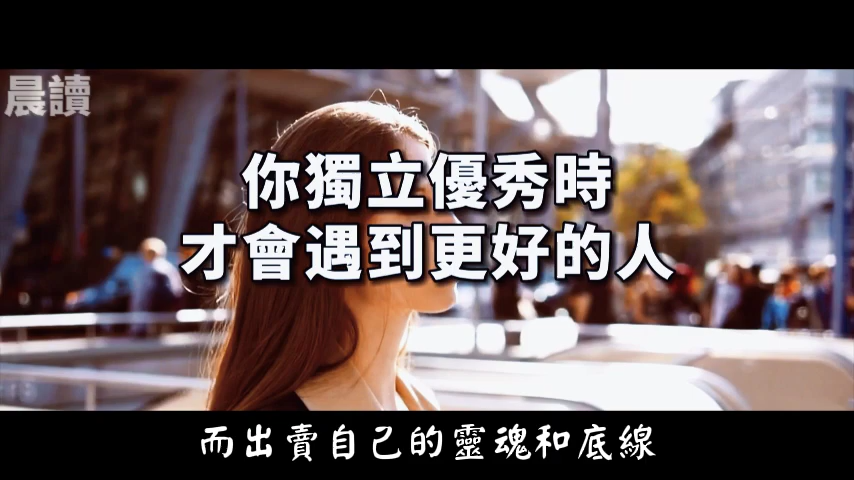 晨讀
你獨立優秀時
才會遇到更好的人
而出賣自己的靈魂和底線